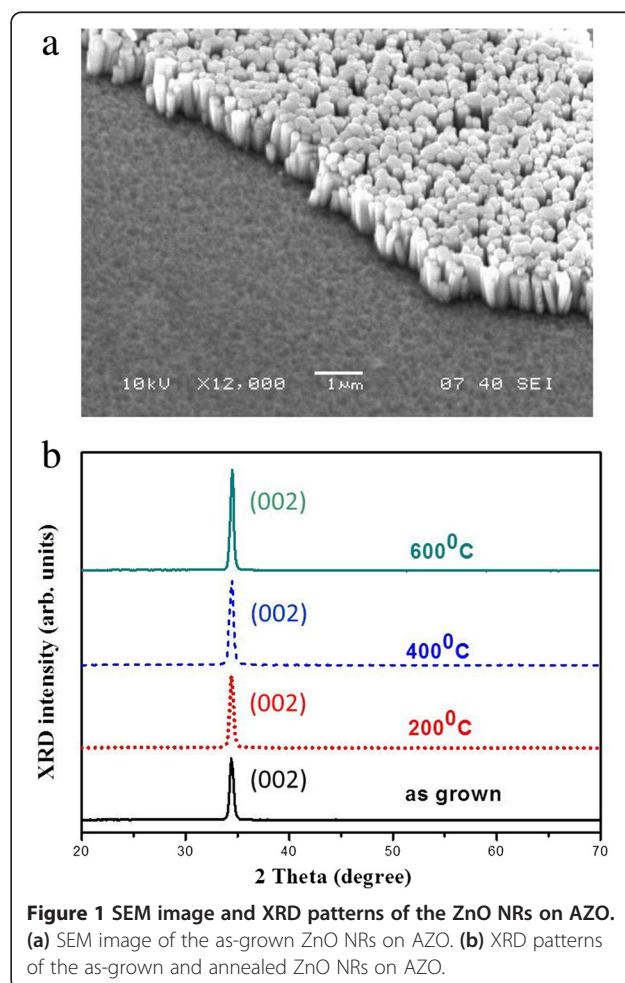 a
10kV X12,000 1μm 07 40 SEI
b
(002)
600⁰C
(002)
400⁰C
(002)
200⁰C
(002)
as grown
XRD intensity (arb. units)
20 30 40 50 60 70
2 Theta (degree)
Figure 1 SEM image and XRD patterns of the ZnO NRs on AZO.
(a) SEM image of the as-grown ZnO NRs on AZO. (b) XRD patterns
of the as-grown and annealed ZnO NRs on AZO.